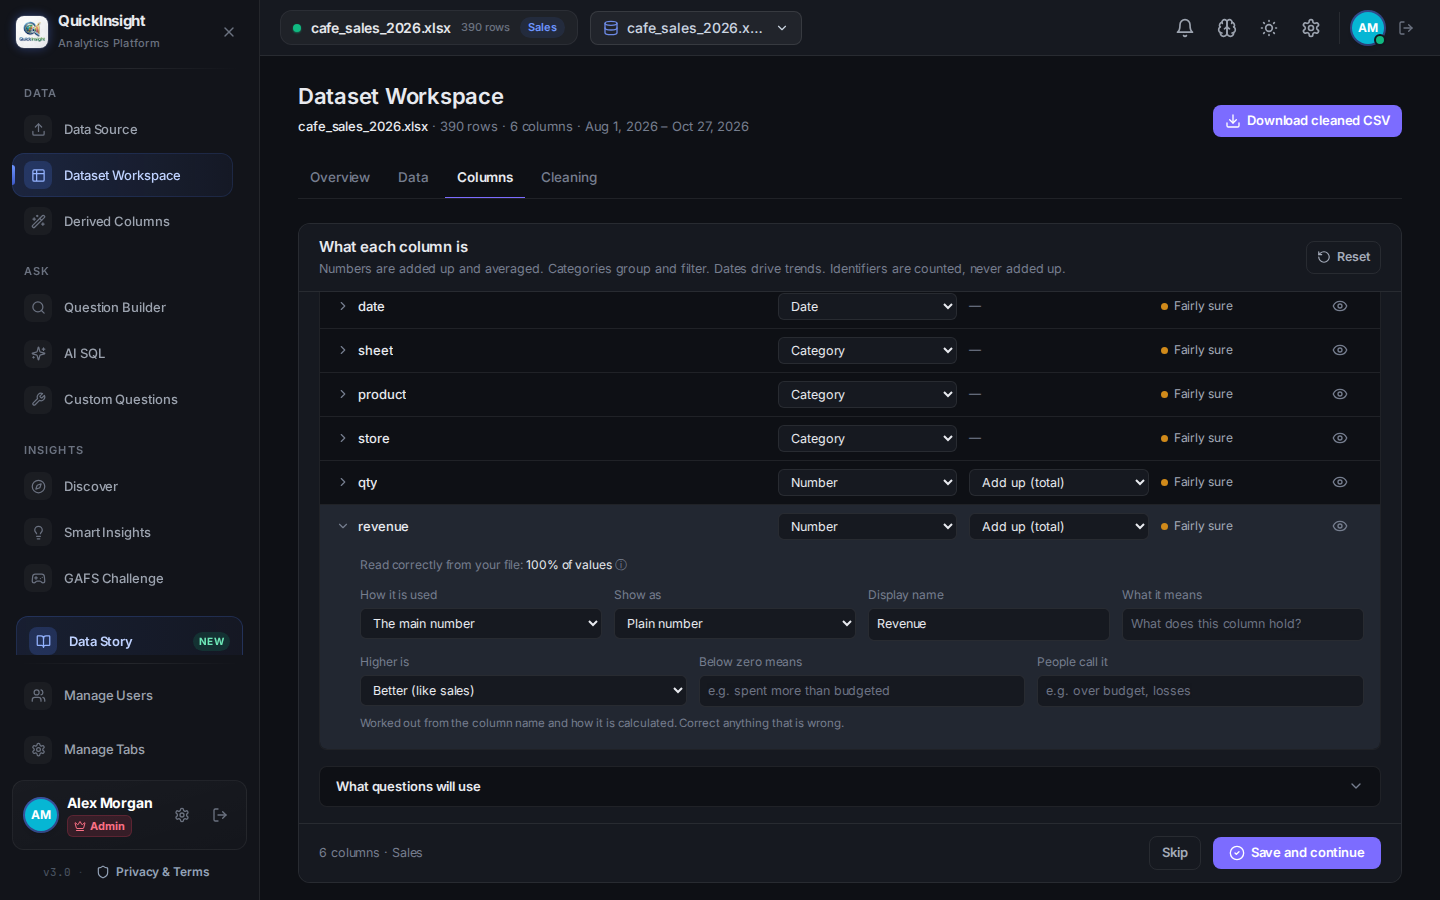 QuickInsight
Analytics Platform
cafe_sales_2026.xlsx 390 rows Sales
cafe_sales_2026.x...
AM
DATA
Data Source
Dataset Workspace
Derived Columns
ASK
Question Builder
AI SQL
Custom Questions
INSIGHTS
Discover
Smart Insights
GAFS Challenge
Data Story NEW
Manage Users
Manage Tabs
AM
Alex Morgan
Admin
v3.0 · Privacy & Terms
Dataset Workspace
cafe_sales_2026.xlsx · 390 rows · 6 columns · Aug 1, 2026 – Oct 27, 2026
Download cleaned CSV
Overview Data Columns Cleaning
What each column is
Numbers are added up and averaged. Categories group and filter. Dates drive trends. Identifiers are counted, never added up.
Reset
date Date — Fairly sure
sheet Category — Fairly sure
product Category — Fairly sure
store Category — Fairly sure
qty Number Add up (total) Fairly sure
revenue Number Add up (total) Fairly sure
Read correctly from your file: 100% of values ⓘ
How it is used Show as Display name What it means
The main number Plain number Revenue What does this column hold?
Higher is Below zero means People call it
Better (like sales) e.g. spent more than budgeted e.g. over budget, losses
Worked out from the column name and how it is calculated. Correct anything that is wrong.
What questions will use
6 columns · Sales
Skip
Save and continue